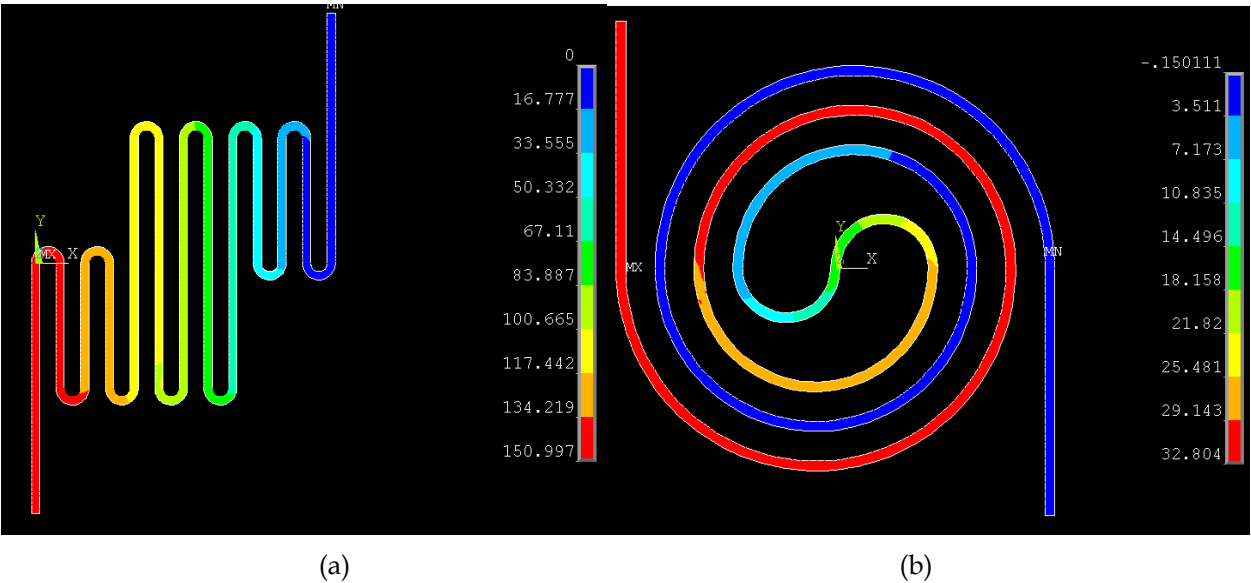 MN
0
16.777
33.555
50.332
67.11
83.887
100.665
117.442
134.219
150.997
Y
MX X
-.150111
3.511
7.173
10.835
14.496
18.158
21.82
25.481
29.143
32.804
Y
X
MX
MN
(a)
(b)